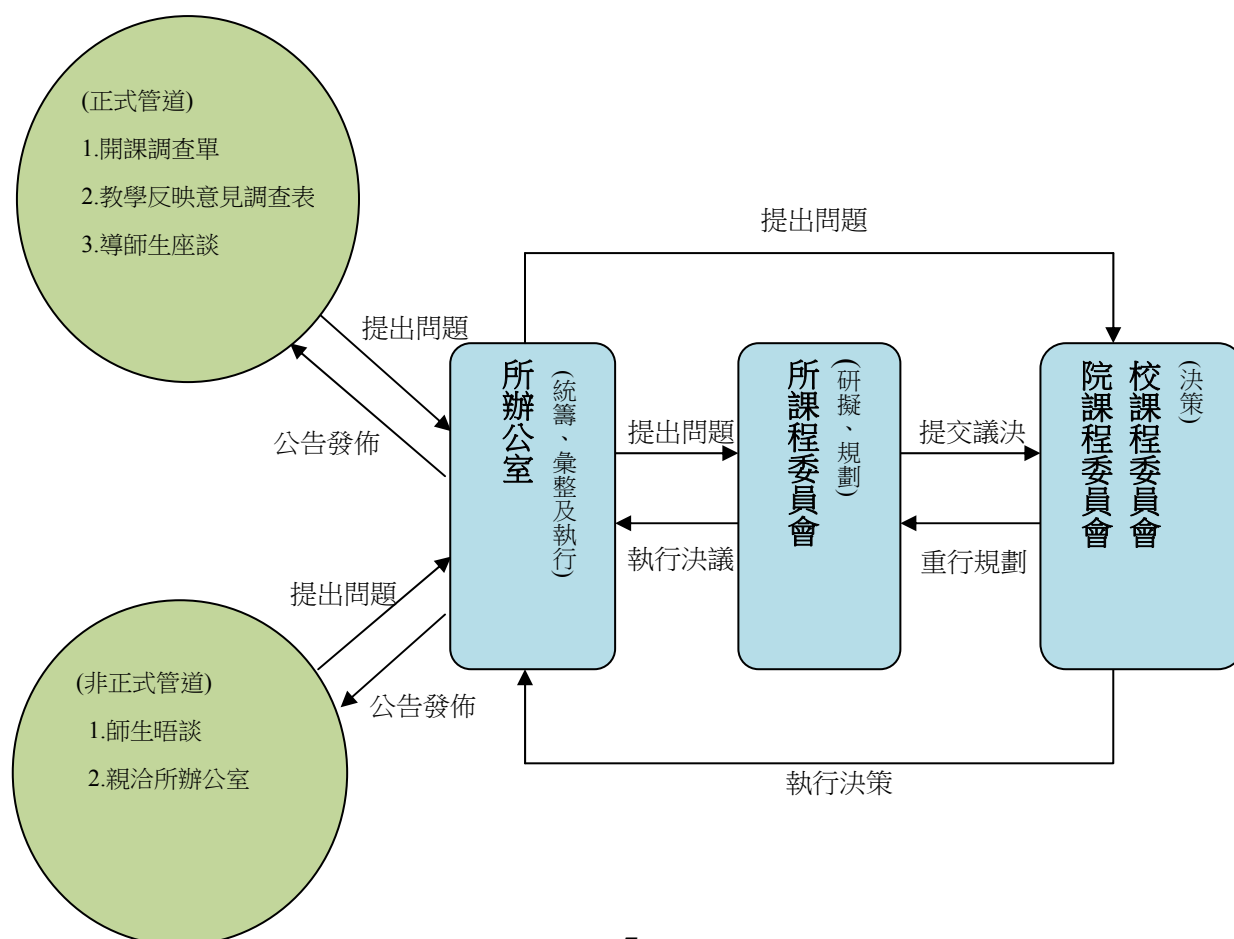 (正式管道)
1.開課調查單
2.教學反映意見調查表
3.導師生座談
提出問題
提出問題
公告發佈
所辦公室
(統籌、彙整及執行)
提出問題
執行決議
所課程委員會
(研擬、規劃)
提交議決
重行規劃
(決策)
校課程委員會
院課程委員會
提出問題
公告發佈
(非正式管道)
1.師生晤談
2.親洽所辦公室
執行決策